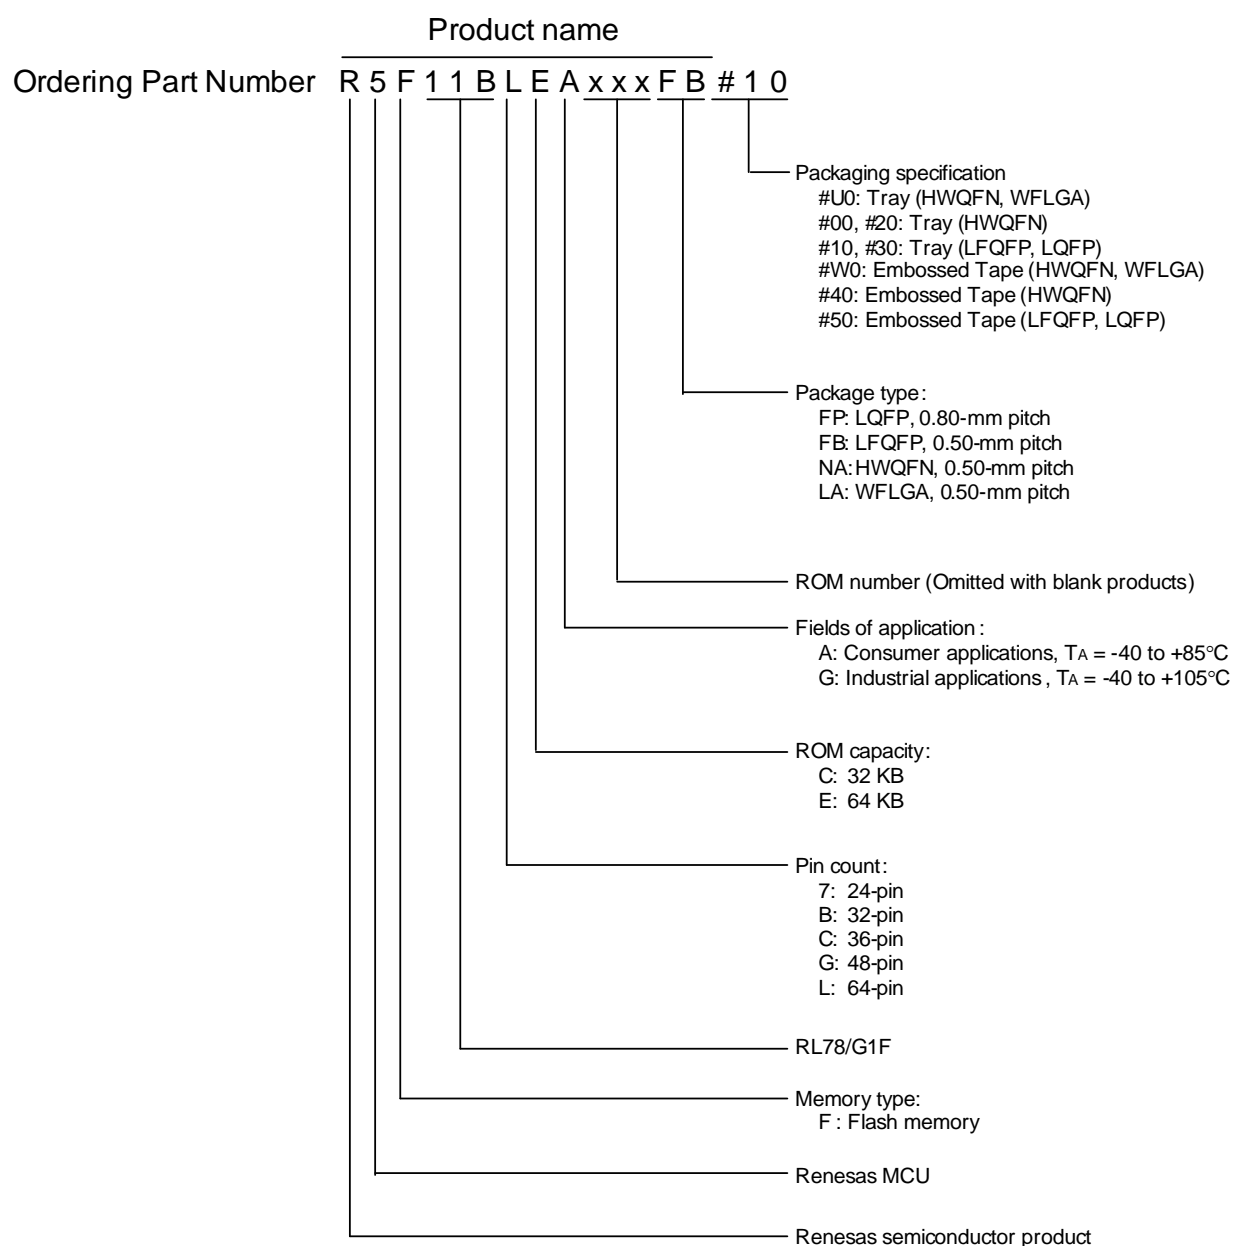 Product name
Ordering Part Number R 5 F 1 1 B L E A x x x F B # 1 0
Packaging specification
#U0: Tray (HWQFN, WFLGA)
#00, #20: Tray (HWQFN)
#10, #30: Tray (LFQFP, LQFP)
#W0: Embossed Tape (HWQFN, WFLGA)
#40: Embossed Tape (HWQFN)
#50: Embossed Tape (LFQFP, LQFP)
Package type:
FP: LQFP, 0.80-mm pitch
FB: LFQFP, 0.50-mm pitch
NA: HWQFN, 0.50-mm pitch
LA: WFLGA, 0.50-mm pitch
ROM number (Omitted with blank products)
Fields of application :
A: Consumer applications, TA = -40 to +85°C
G: Industrial applications , TA = -40 to +105°C
ROM capacity:
C: 32 KB
E: 64 KB
Pin count:
7: 24-pin
B: 32-pin
C: 36-pin
G: 48-pin
L: 64-pin
RL78/G1F
Memory type:
F : Flash memory
Renesas MCU
Renesas semiconductor product